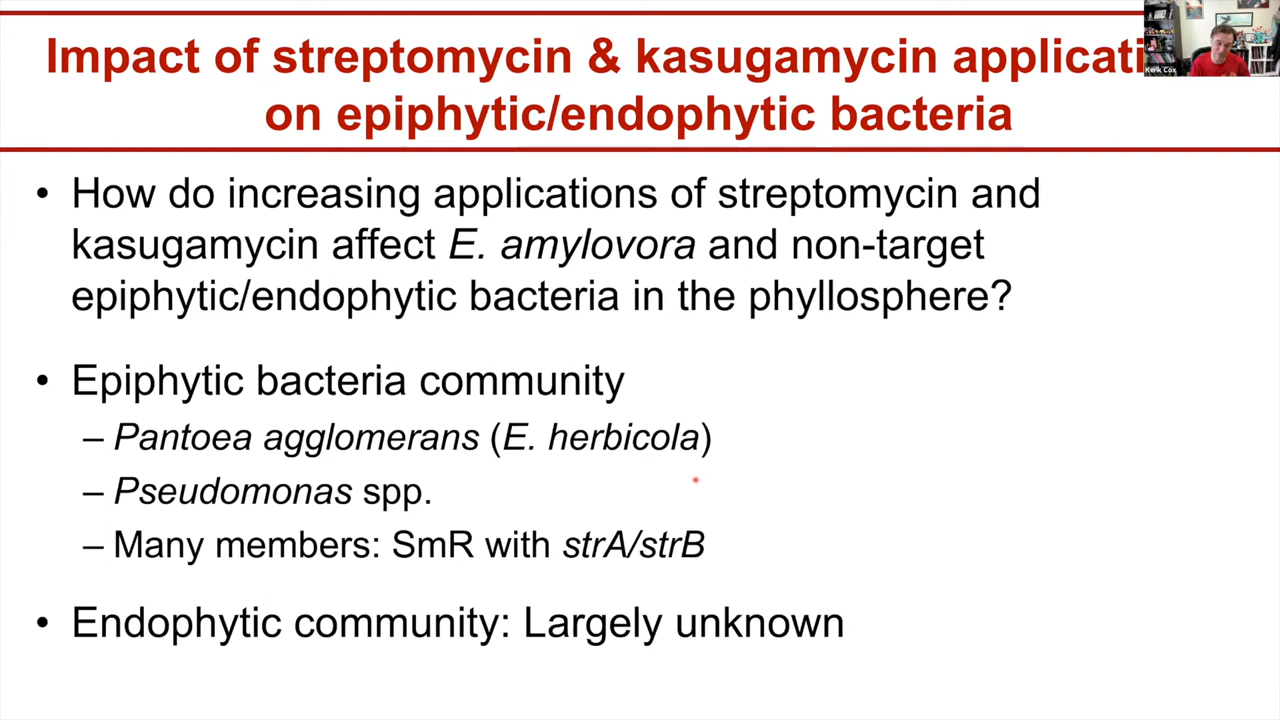 Impact of streptomycin & kasugamycin applicati
on epiphytic/endophytic bacteria
Kerik Cox
• How do increasing applications of streptomycin and
kasugamycin affect E. amylovora and non-target
epiphytic/endophytic bacteria in the phyllosphere?
• Epiphytic bacteria community
– Pantoea agglomerans (E. herbicola)
– Pseudomonas spp.
– Many members: SmR with strA/strB
• Endophytic community: Largely unknown